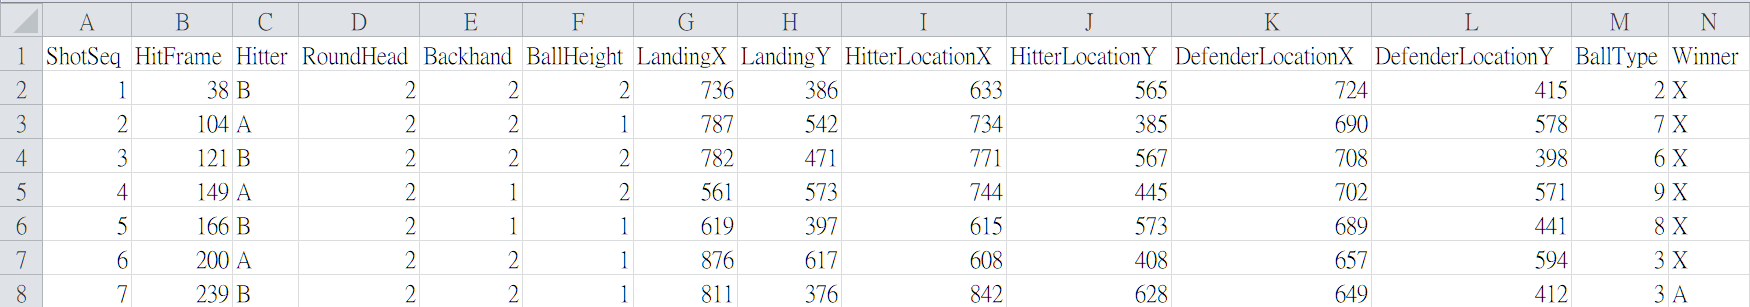 A B C D E F G H I J K L M N
1 ShotSeq HitFrame Hitter RoundHead Backhand BallHeight LandingX LandingY HitterLocationX HitterLocationY DefenderLocationX DefenderLocationY BallType Winner
2 1 38 B 2 2 2 736 386 633 565 724 415 2 X
3 2 104 A 2 2 1 787 542 734 385 690 578 7 X
4 3 121 B 2 2 2 782 471 771 567 708 398 6 X
5 4 149 A 2 1 2 561 573 744 445 702 571 9 X
6 5 166 B 2 1 1 619 397 615 573 689 441 8 X
7 6 200 A 2 2 1 876 617 608 408 657 594 3 X
8 7 239 B 2 2 1 811 376 842 628 649 412 3 A